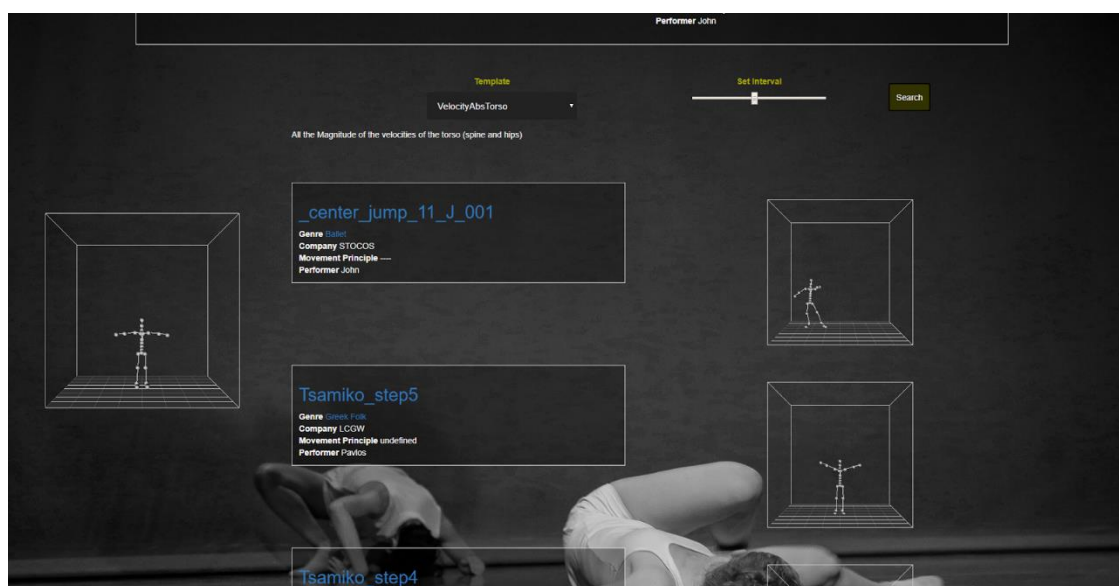 Performer John
Template
Set Interval
VelocityAbsTorso
Search
All the Magnitude of the velocities of the torso (spine and hips)
_center_jump_11_J_001
Genre Ballet
Company STOCOS
Movement Principle ----
Performer John
Tsamiko_step5
Genre Greek Folk
Company LCGW
Movement Principle undefined
Performer Pavlos
Tsamiko_step4